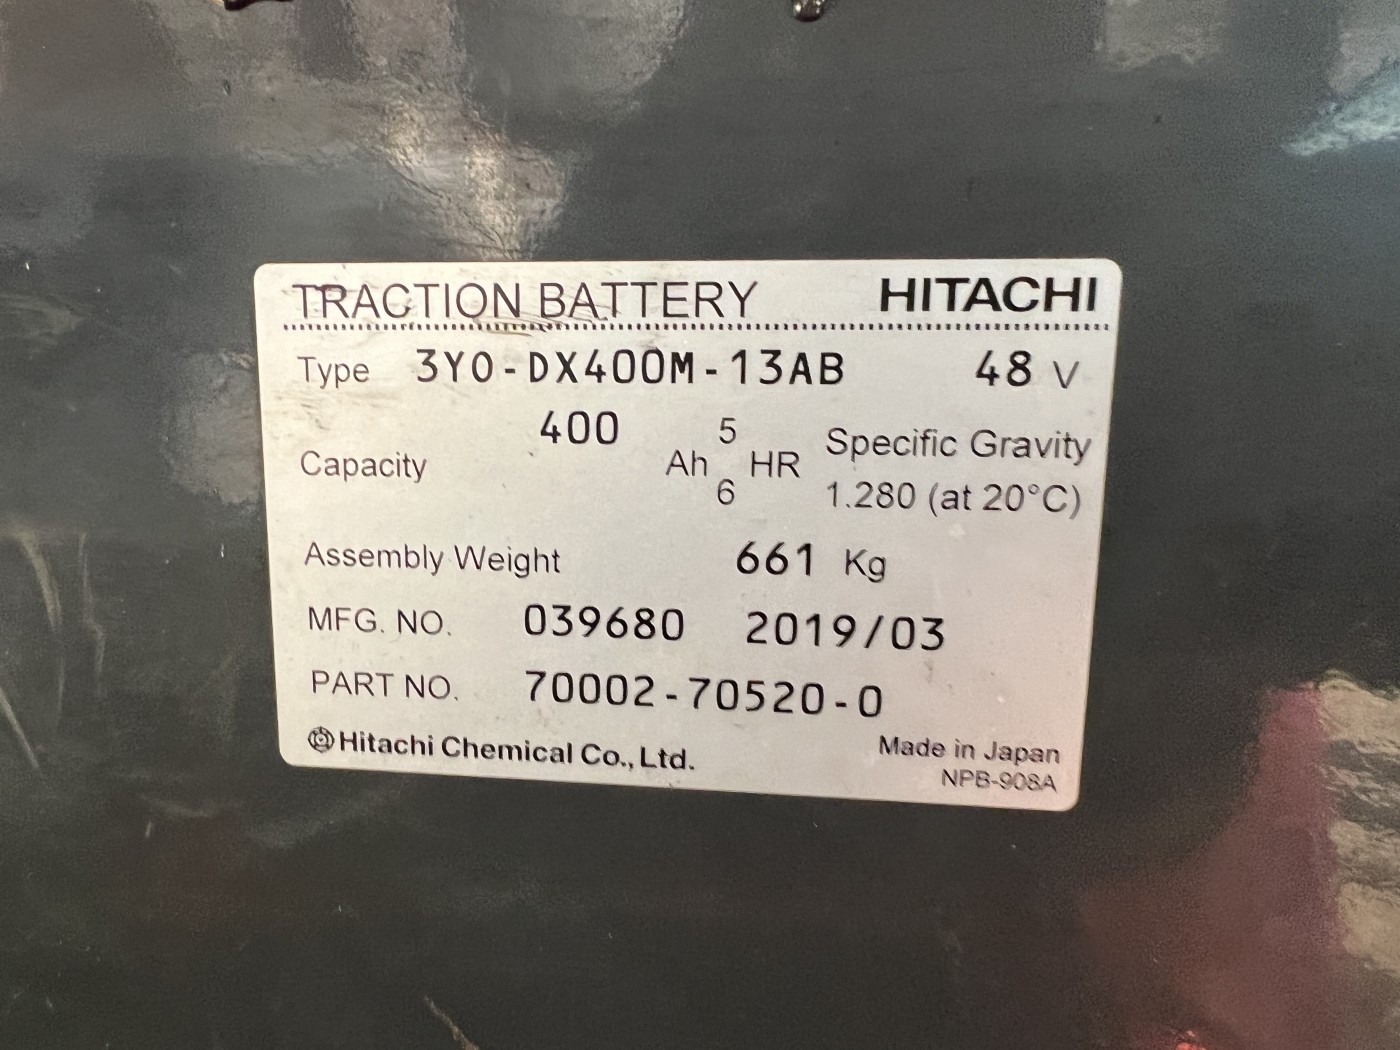 TRACTION BATTERY HITACHI
Type 3Y0-DX400M-13AB 48 V
Capacity 400 Ah 5 HR Specific Gravity
6 1.280 (at 20°C)
Assembly Weight 661 Kg
MFG. NO. 039680 2019/03
PART NO. 70002-70520-0
Hitachi Chemical Co., Ltd. Made in Japan
NPB-908A